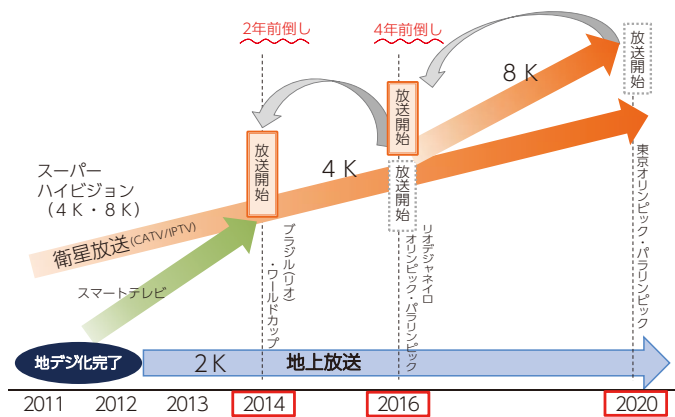 2年前倒し
4年前倒し
放送開始
8K
放送開始
放送開始
4K
放送開始
スーパー
ハイビジョン
（4K・8K）
衛星放送(CATV/IPTV)
スマートテレビ
ブラジル(リオ)
・ワールドカップ
リオデジャネイロ
オリンピック・パラリンピック
東京オリンピック・パラリンピック
地デジ化完了
2K
地上放送
2011
2012
2013
2014
2016
2020